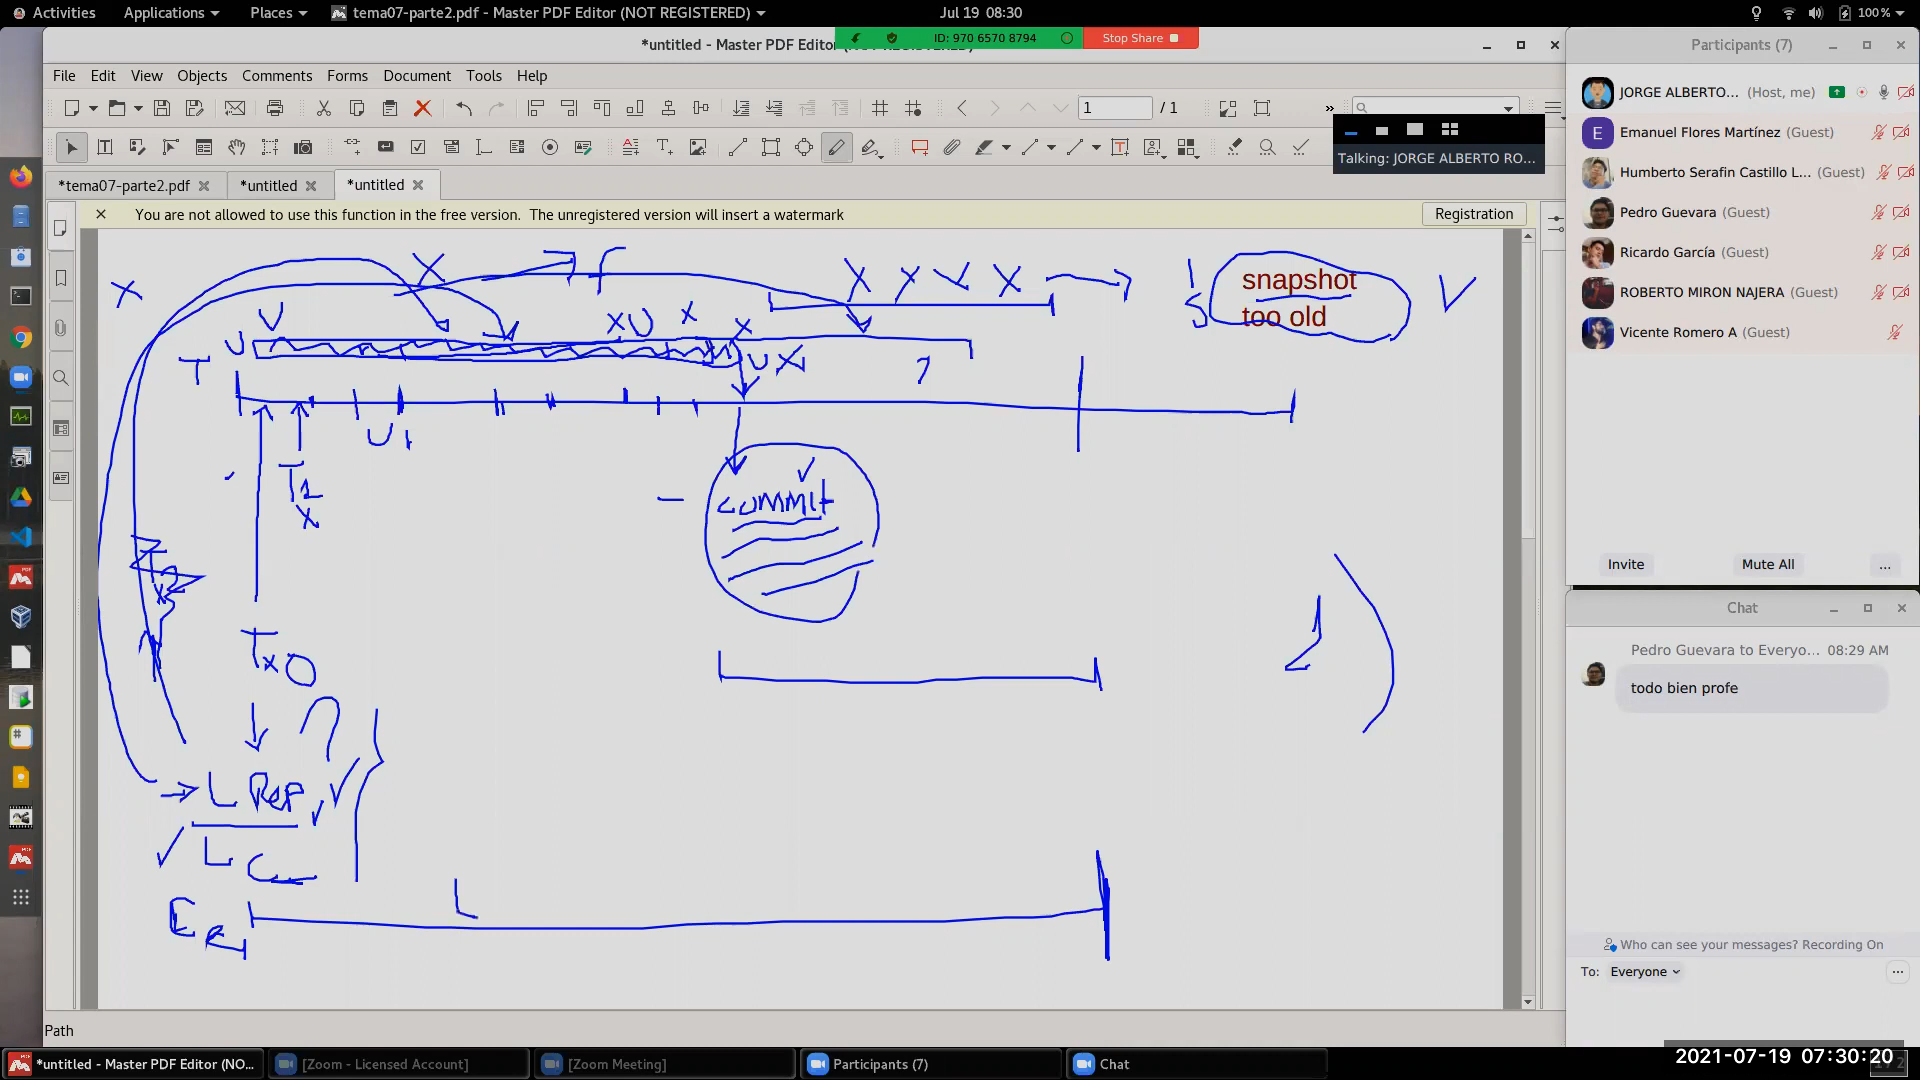 Activities
Applications
Places
tema07-parte2.pdf - Master PDF Editor (NOT REGISTERED)
Jul 19 08:30
100%
*untitled - Master PDF Editor
ID: 970 6570 8794
Stop Share
File Edit View Objects Comments Forms Document Tools Help
1 / 1
Talking: JORGE ALBERTO RO...
*tema07-parte2.pdf
*untitled
*untitled
You are not allowed to use this function in the free version. The unregistered version will insert a watermark
Registration
snapshot
too old
U
T
U1
T1
X
commit
Tx0
L Rep
L C
Path
Participants (7)
JORGE ALBERTO... (Host, me)
E
Emanuel Flores Martínez (Guest)
Humberto Serafin Castillo L... (Guest)
Pedro Guevara (Guest)
Ricardo García (Guest)
ROBERTO MIRON NAJERA (Guest)
Vicente Romero A (Guest)
Invite
Mute All
...
Chat
Pedro Guevara to Everyo... 08:29 AM
todo bien profe
Who can see your messages? Recording On
To: Everyone
*untitled - Master PDF Editor (NO...
[Zoom - Licensed Account]
[Zoom Meeting]
Participants (7)
Chat
2021-07-19 07:30:20